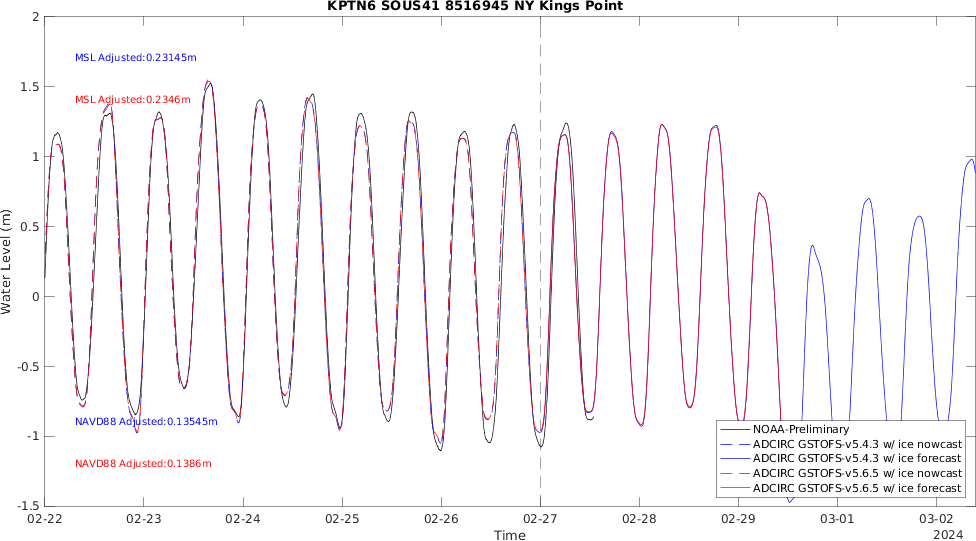 KPTN6 SOUS41 8516945 NY Kings Point
2
1.5
1
0.5
0
-0.5
-1
-1.5
Water Level (m)
MSL Adjusted:0.23145m
MSL Adjusted:0.2346m
NAVD88 Adjusted:0.13545m
NAVD88 Adjusted:0.1386m
NOAA-Preliminary
ADCIRC GSTOFS-v5.4.3 w/ ice nowcast
ADCIRC GSTOFS-v5.4.3 w/ ice forecast
ADCIRC GSTOFS-v5.6.5 w/ ice nowcast
ADCIRC GSTOFS-v5.6.5 w/ ice forecast
02-22 02-23 02-24 02-25 02-26 02-27 02-28 02-29 03-01 03-02
Time
2024